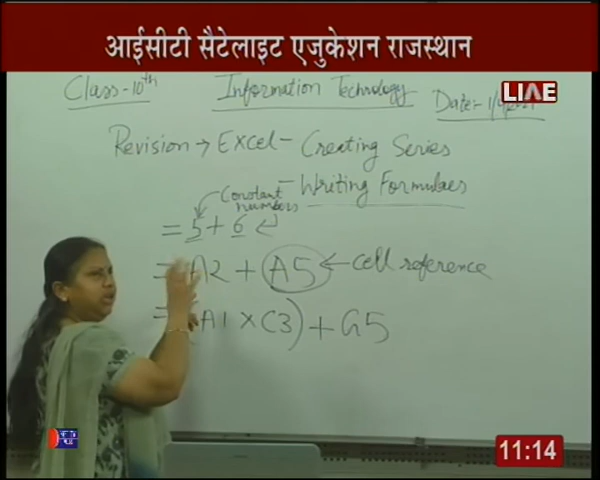 आईसीटी सैटेलाइट एजुकेशन राजस्थान
Class-10th
Information Technology
LIVE
Date:-
Revision → Excel - Creating Series
- Writing Formulaes
Constant numbers
= 5 + 6
= A2 + A5 ← cell reference
= (A1 × C3) + G5
11:14